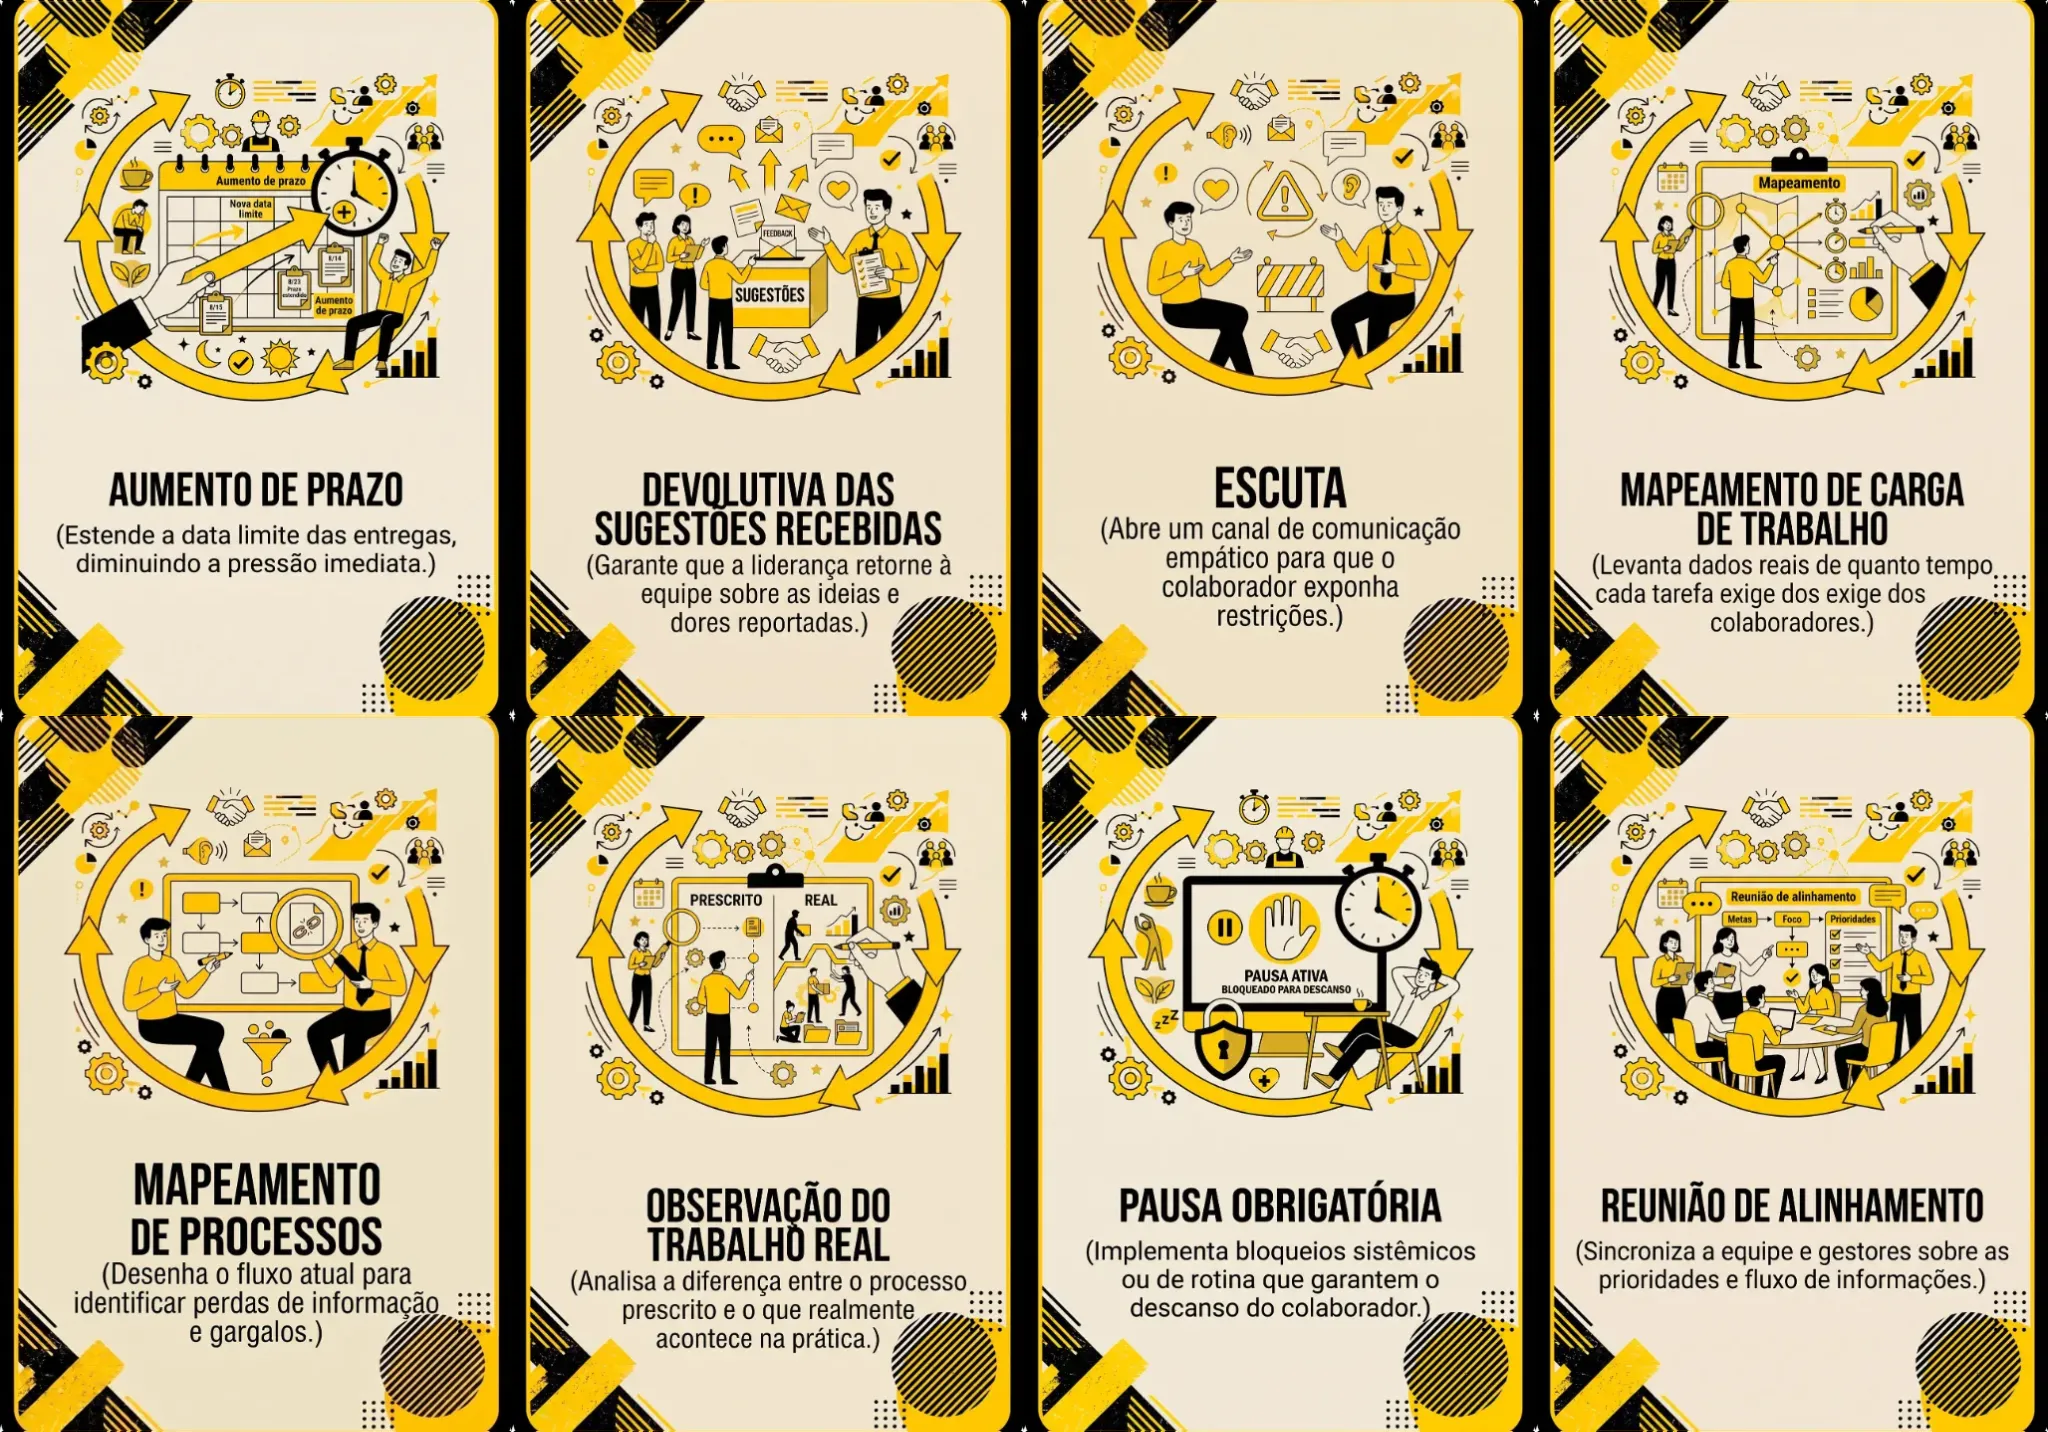 Aumento de prazo
Nova data
limite
8/14
8/23
Prazo
estendido
8/15
Aumento
de prazo
AUMENTO DE PRAZO
(Estende a data limite das entregas,
diminuindo a pressão imediata.)
FEEDBACK
SUGESTÕES
DEVOLUTIVA DAS
SUGESTÕES RECEBIDAS
(Garante que a liderança retorne à
equipe sobre as ideias e
dores reportadas.)
ESCUTA
(Abre um canal de comunicação
empático para que o
colaborador exponha
restrições.)
Mapeamento
MAPEAMENTO DE CARGA
DE TRABALHO
(Levanta dados reais de quanto tempo
cada tarefa exige dos exige dos
colaboradores.)
MAPEAMENTO
DE PROCESSOS
(Desenha o fluxo atual para
identificar perdas de informação
e gargalos.)
PRESCRITO
REAL
OBSERVAÇÃO DO
TRABALHO REAL
(Analisa a diferença entre o processo
prescrito e o que realmente
acontece na prática.)
PAUSA ATIVA
BLOQUEADO PARA DESCANSO
zzZ
PAUSA OBRIGATÓRIA
(Implementa bloqueios sistêmicos
ou de rotina que garantem o
descanso do colaborador.)
Reunião de alinhamento
Metas
Foco
Prioridades
REUNIÃO DE ALINHAMENTO
(Sincroniza a equipe e gestores sobre as
prioridades e fluxo de informações.)